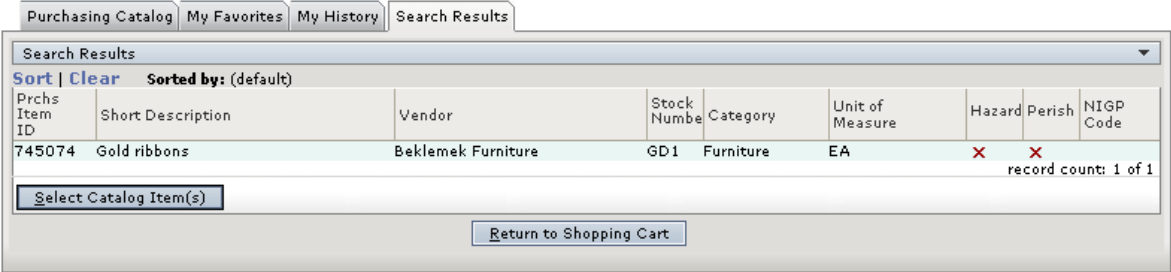 Purchasing Catalog My Favorites My History Search Results
Search Results
Sort | Clear Sorted by: (default)
Prchs Item ID Short Description Vendor Stock Numbe Category Unit of Measure Hazard Perish NIGP Code
745074 Gold ribbons Beklemek Furniture GD1 Furniture EA
record count: 1 of 1
Select Catalog Item(s)
Return to Shopping Cart